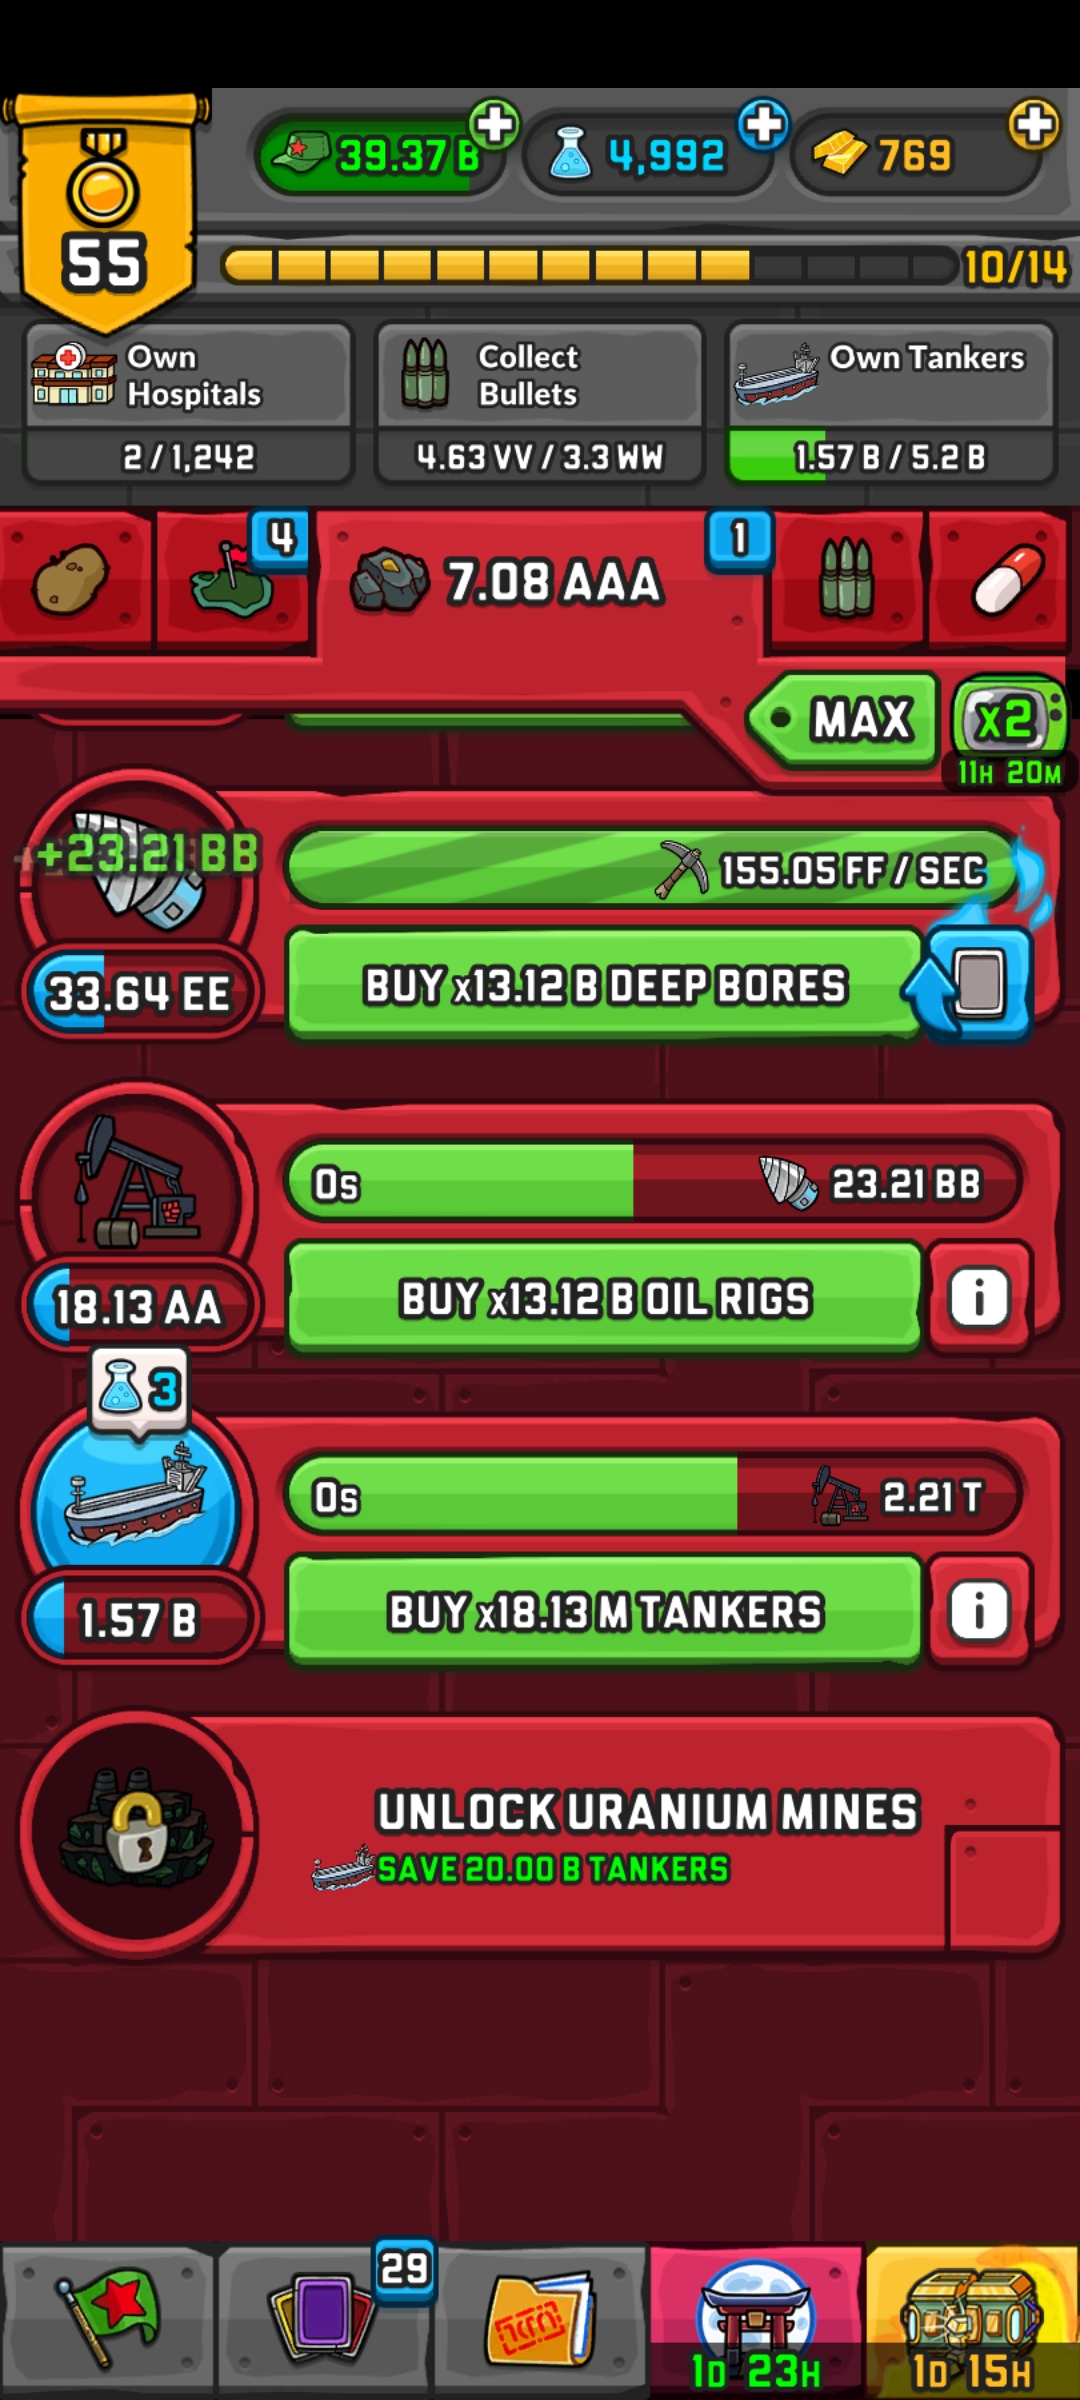 39.37 B
4,992
769
55
10/14
Own
Hospitals
2 / 1,242
Collect
Bullets
4.63 VV / 3.3 WW
Own Tankers
1.57 B / 5.2 B
4
7.08 AAA
1
MAX
x2
11H 20M
+23.21 BB
155.05 FF / SEC
33.64 EE
BUY x13.12 B DEEP BORES
0s
23.21 BB
18.13 AA
BUY x13.12 B OIL RIGS
i
3
0s
2.21 T
1.57 B
BUY x18.13 M TANKERS
i
UNLOCK URANIUM MINES
SAVE 20.00 B TANKERS
29
1D 23H
1D 15H